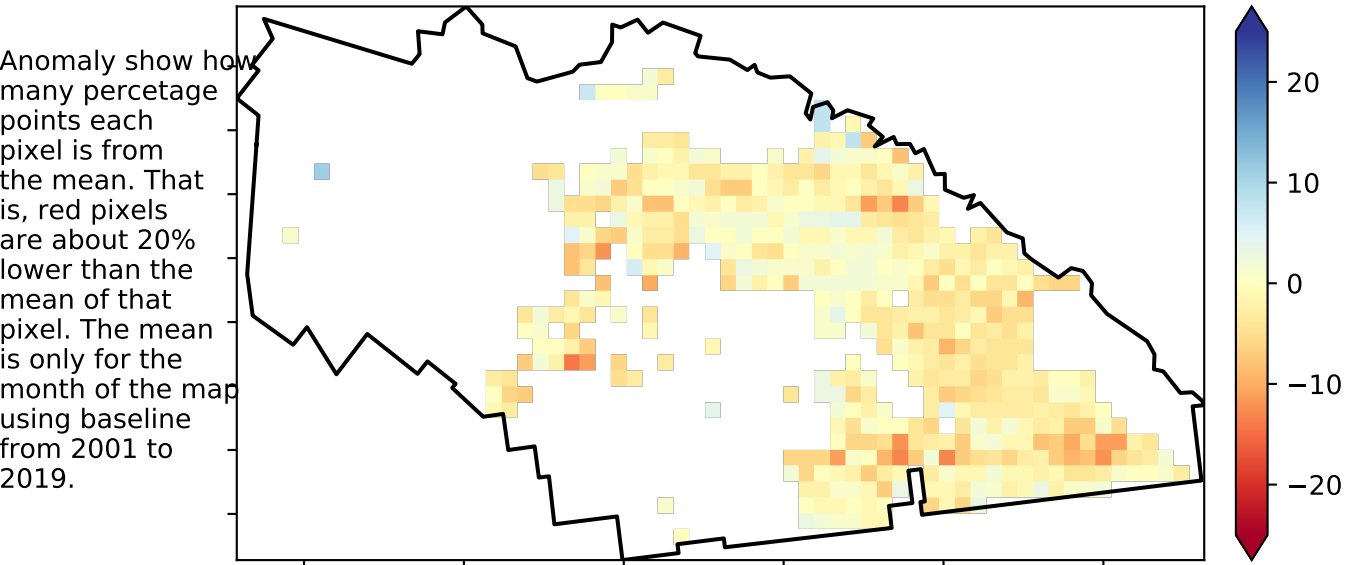 Anomaly show how
many percetage
points each
pixel is from
the mean. That
is, red pixels
are about 20%
lower than the
mean of that
pixel. The mean
is only for the
month of the map
using baseline
from 2001 to
2019.
20
10
0
−10
−20